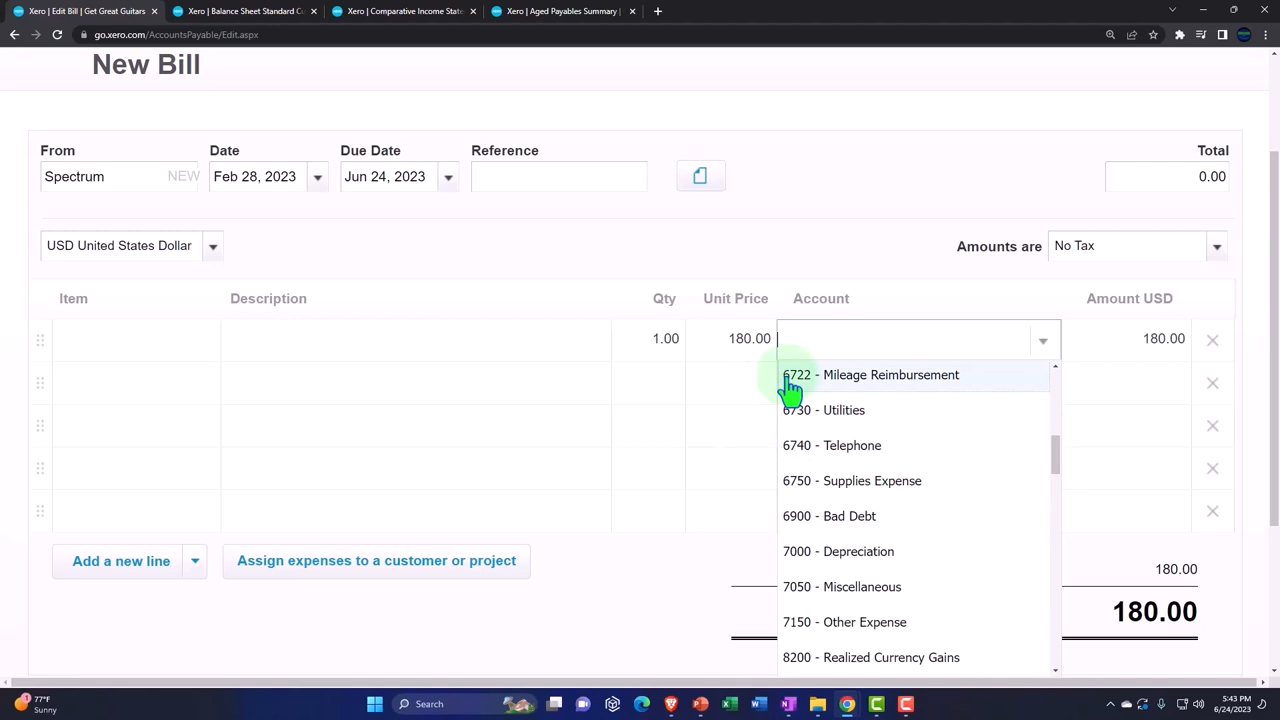 Xero | Edit Bill | Get Great Guitars
Xero | Balance Sheet Standard Gu
Xero | Comparative Income State
Xero | Aged Payables Summary |
go.xero.com/AccountsPayable/Edit.aspx
New Bill
From
Date
Due Date
Reference
Total
Spectrum
NEW
Feb 28, 2023
Jun 24, 2023
0.00
USD United States Dollar
Amounts are
No Tax
Item
Description
Qty
Unit Price
Account
Amount USD
1.00
180.00
180.00
6722 - Mileage Reimbursement
6730 - Utilities
6740 - Telephone
6750 - Supplies Expense
6900 - Bad Debt
7000 - Depreciation
7050 - Miscellaneous
7150 - Other Expense
8200 - Realized Currency Gains
Add a new line
Assign expenses to a customer or project
180.00
180.00
77°F
Sunny
Search
5:43 PM
6/24/2023